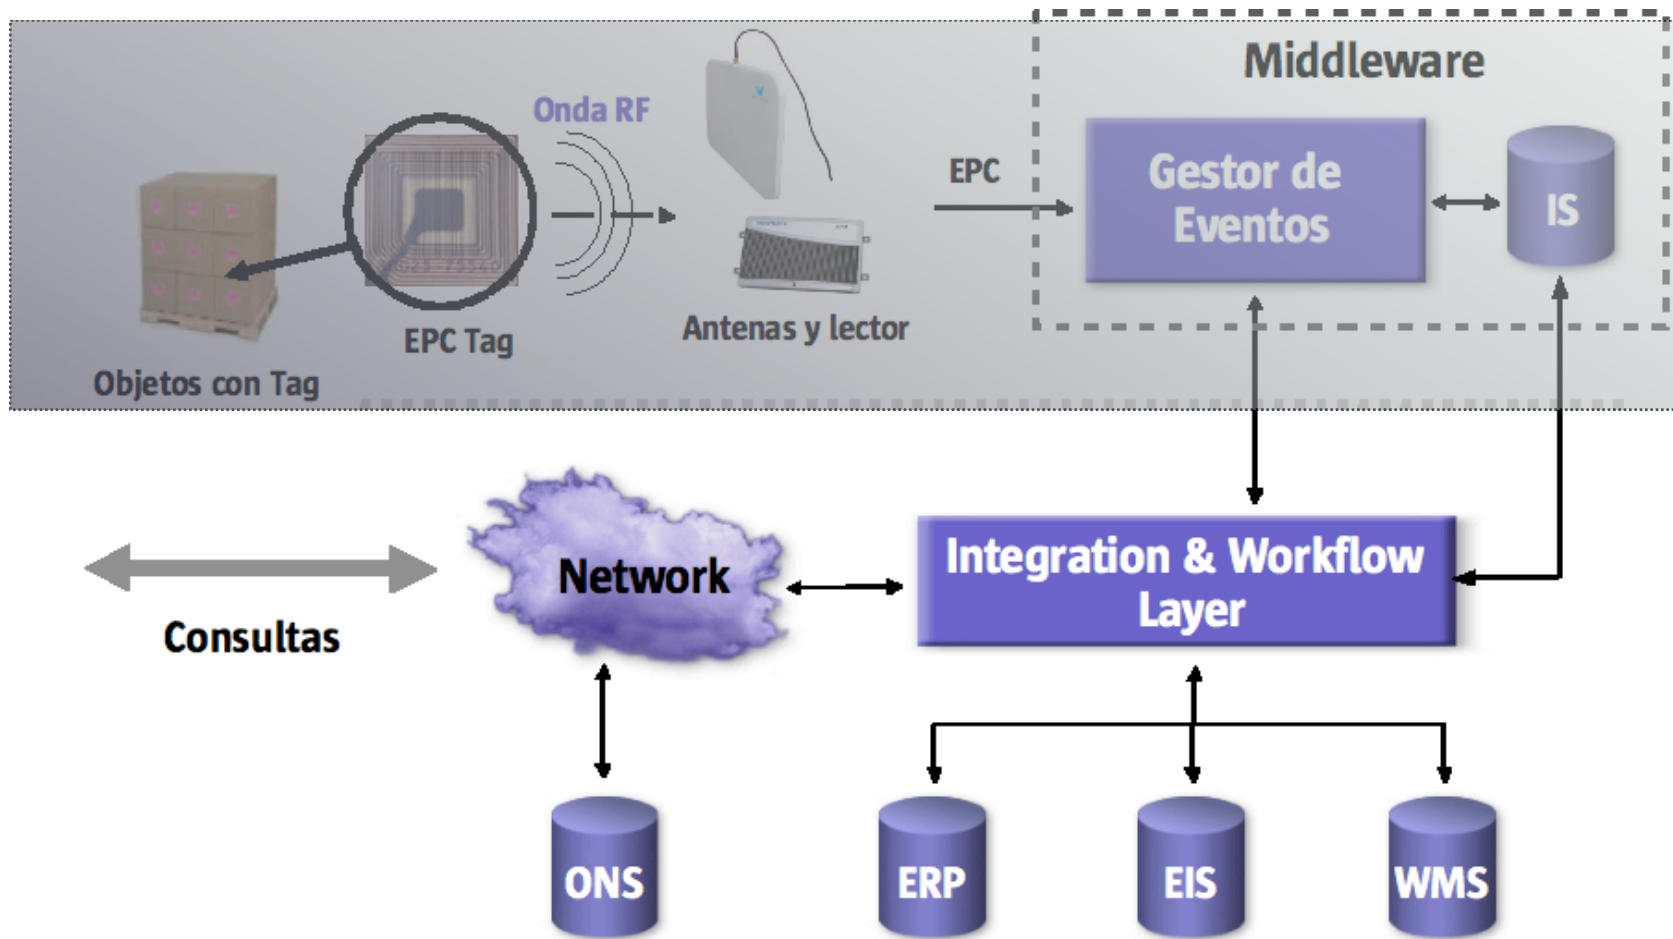 Middleware
Onda RF
EPC
Gestor de
Eventos
IS
EPC Tag
Antenas y lector
Objetos con Tag
Network
Integration & Workflow
Layer
Consultas
ONS
ERP
EIS
WMS